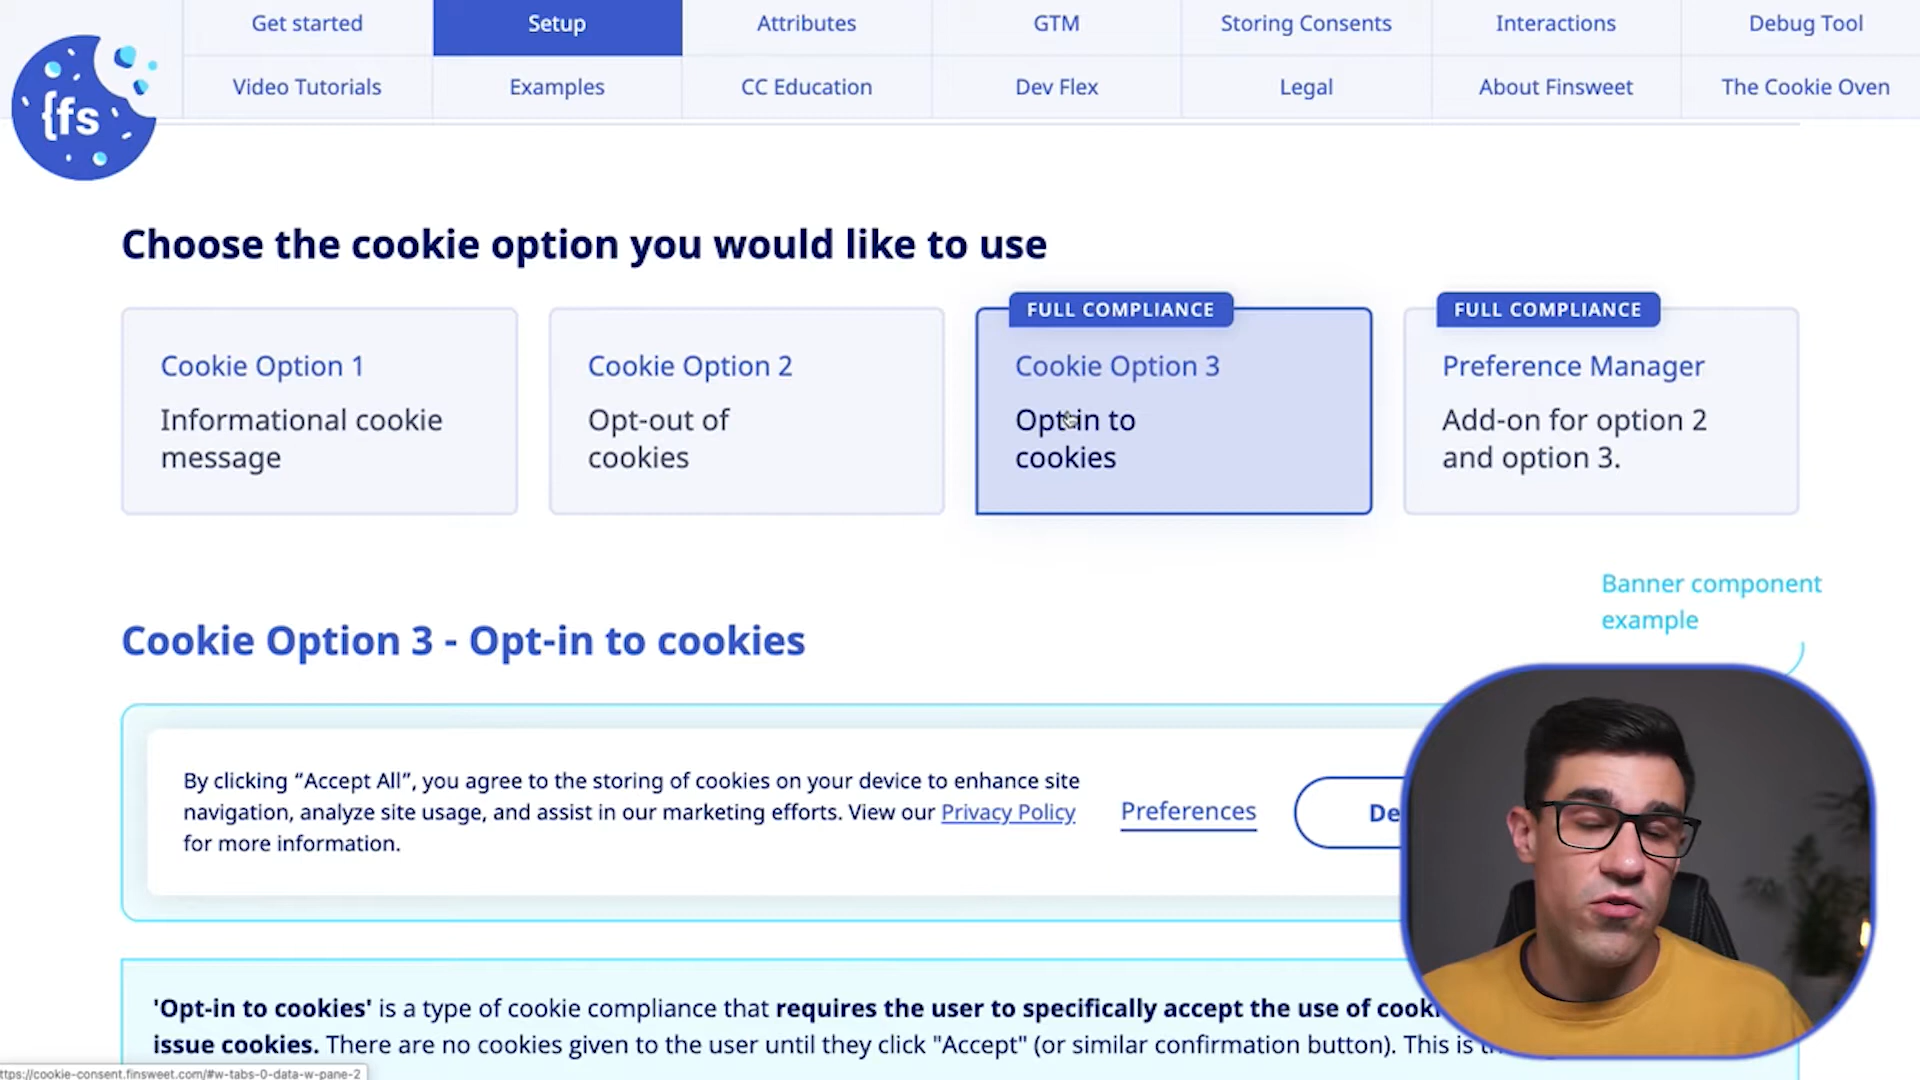 Get started
Setup
Attributes
GTM
Storing Consents
Interactions
Debug Tool
Video Tutorials
Examples
CC Education
Dev Flex
Legal
About Finsweet
The Cookie Oven
{fs
Choose the cookie option you would like to use
Cookie Option 1
Informational cookie
message
Cookie Option 2
Opt-out of
cookies
FULL COMPLIANCE
Cookie Option 3
Opt-in to
cookies
FULL COMPLIANCE
Preference Manager
Add-on for option 2
and option 3.
Banner component
example
Cookie Option 3 - Opt-in to cookies
By clicking “Accept All”, you agree to the storing of cookies on your device to enhance site
navigation, analyze site usage, and assist in our marketing efforts. View our Privacy Policy
for more information.
Preferences
De
'Opt-in to cookies' is a type of cookie compliance that requires the user to specifically accept the use of cooki
issue cookies. There are no cookies given to the user until they click "Accept" (or similar confirmation button). This is
ttps://cookie-consent.finsweet.com/#w-tabs-0-data-w-pane-2